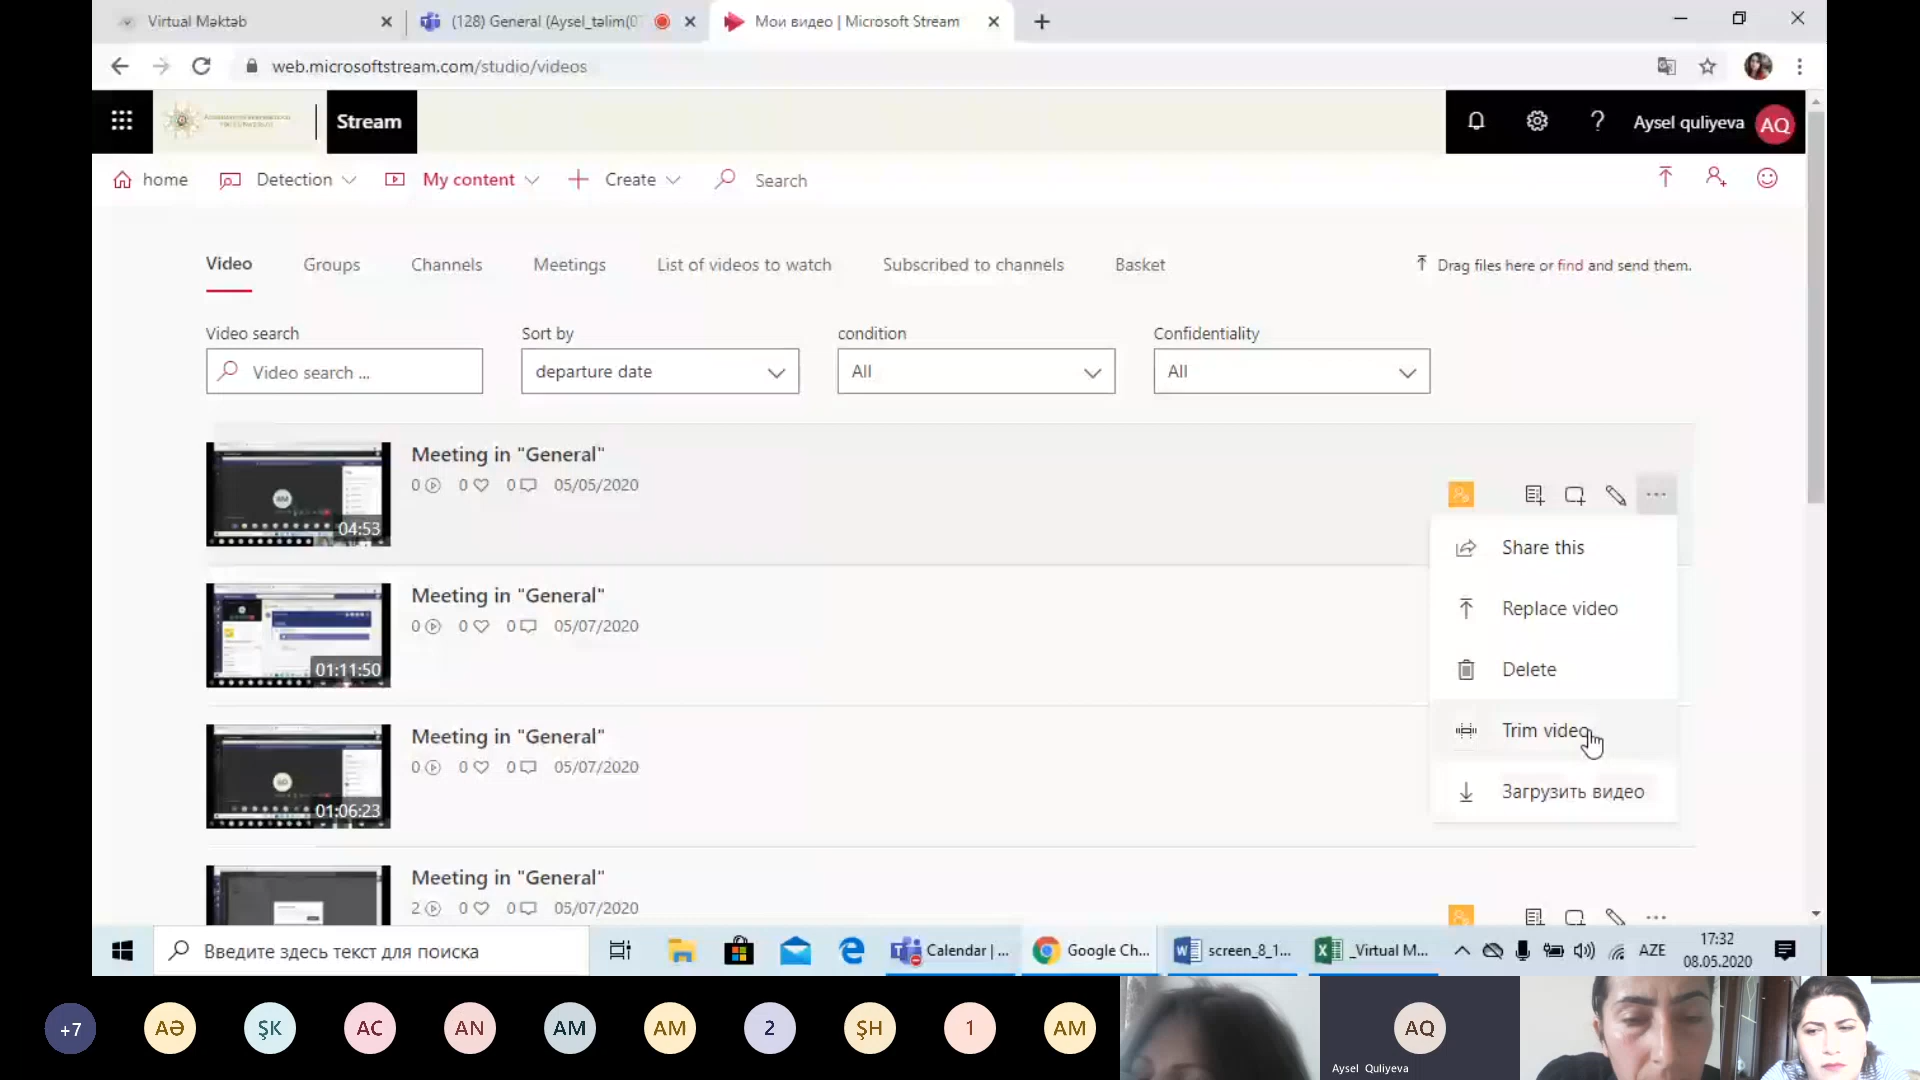 Virtual Məktəb
(128) General (Aysel_təlim(0
Мои видео | Microsoft Stream
web.microsoftstream.com/studio/videos
Stream
Aysel quliyeva AQ
home
Detection
My content
Create
Search
Video
Groups
Channels
Meetings
List of videos to watch
Subscribed to channels
Basket
Drag files here or find and send them.
Video search
Sort by
condition
Confidentiality
Video search ...
departure date
All
All
Meeting in "General"
0 0 0 05/05/2020
04:53
Share this
Replace video
Delete
Trim video
Загрузить видео
Meeting in "General"
0 0 0 05/07/2020
01:11:50
Meeting in "General"
0 0 0 05/07/2020
01:06:23
Meeting in "General"
2 0 0 05/07/2020
Введите здесь текст для поиска
Calendar | ...
Google Ch...
screen_8_1...
_Virtual M...
AZE
17:32
08.05.2020
+7
AƏ
ŞK
AC
AN
AM
AM
2
ŞH
1
AM
AQ
Aysel Quliyeva